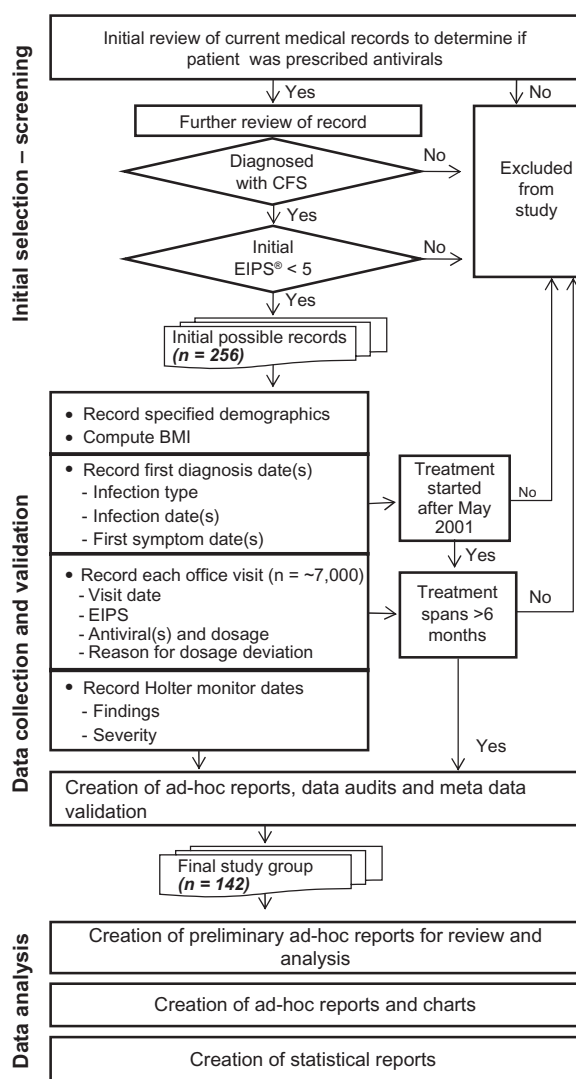 Initial selection – screening
Initial review of current medical records to determine if
patient was prescribed antivirals
Yes
No
Further review of record
Diagnosed
with CFS
No
Excluded
from
study
Yes
Initial
EIPS® < 5
No
Yes
Initial possible records
(n = 256)
Data collection and validation
• Record specified demographics
• Compute BMI
• Record first diagnosis date(s)
- Infection type
- Infection date(s)
- First symptom date(s)
Treatment
started
after May
2001
No
Yes
• Record each office visit (n = ~7,000)
- Visit date
- EIPS
- Antiviral(s) and dosage
- Reason for dosage deviation
Treatment
spans >6
months
No
• Record Holter monitor dates
- Findings
- Severity
Yes
Creation of ad-hoc reports, data audits and meta data
validation
Final study group
(n = 142)
Data analysis
Creation of preliminary ad-hoc reports for review and
analysis
Creation of ad-hoc reports and charts
Creation of statistical reports